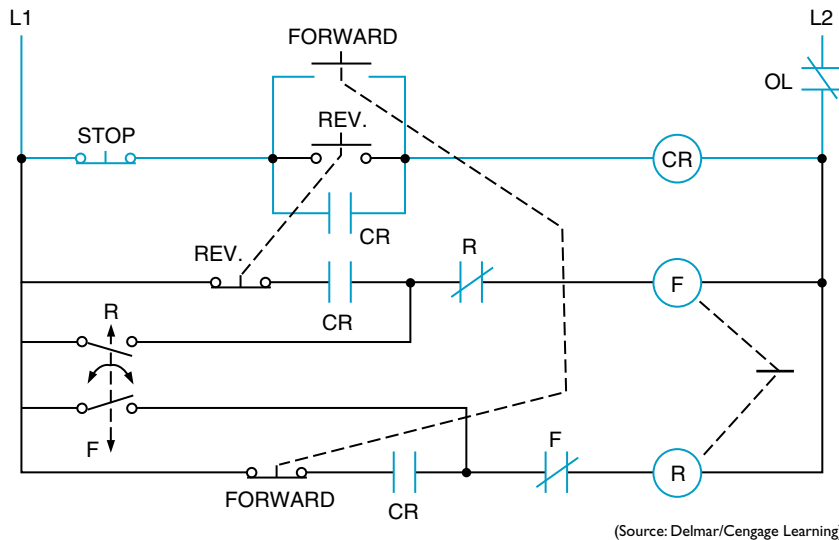 L1
L2
FORWARD
OL
REV.
STOP
CR
CR
REV.
R
F
CR
R
F
F
R
FORWARD
CR
(Source: Delmar/Cengage Learning)